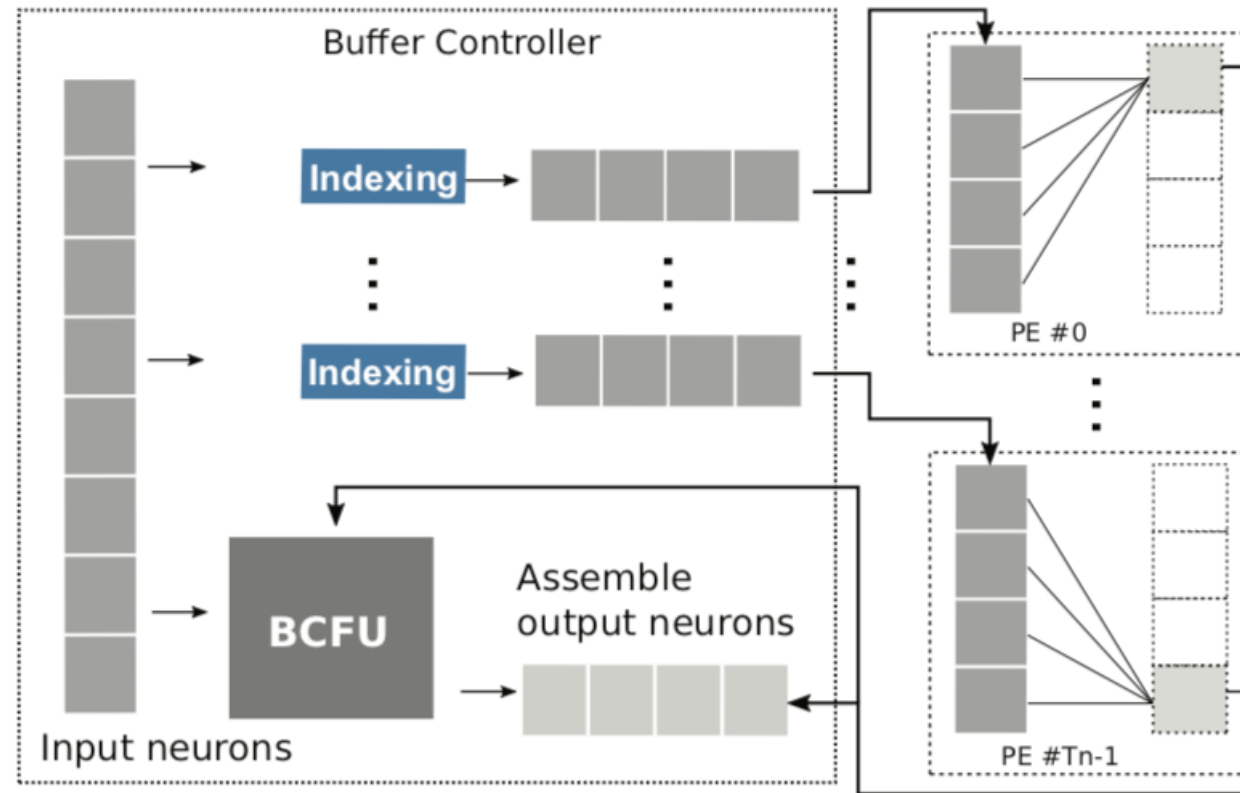 Buffer Controller
Indexing
Indexing
PE #0
BCFU
Assemble
output neurons
Input neurons
PE #Tn-1